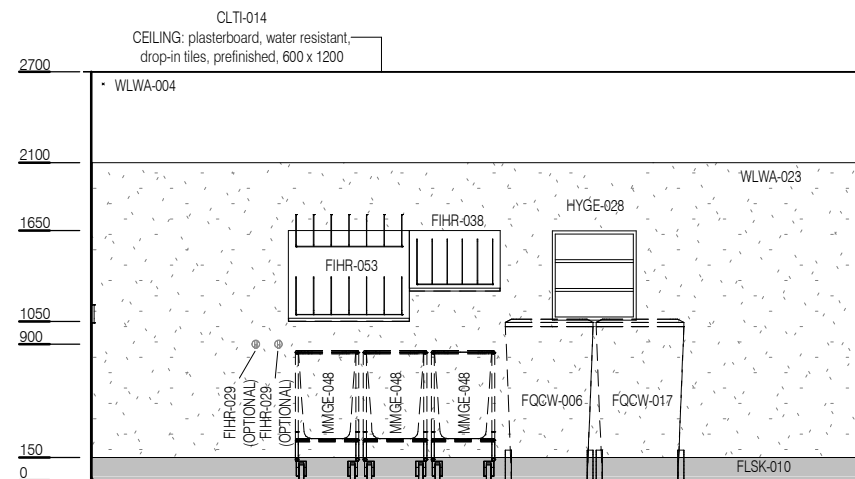 CLTI-014
CEILING: plasterboard, water resistant,
drop-in tiles, prefinished, 600 x 1200
2700
WLWA-004
2100
WLWA-023
HYGE-028
1650
FIHR-038
FIHR-053
1050
900
FIHR-029
(OPTIONAL)
FIHR-029
(OPTIONAL)
MMGE-048
MMGE-048
MMGE-048
FQCW-006
FQCW-017
150
FLSK-010
0